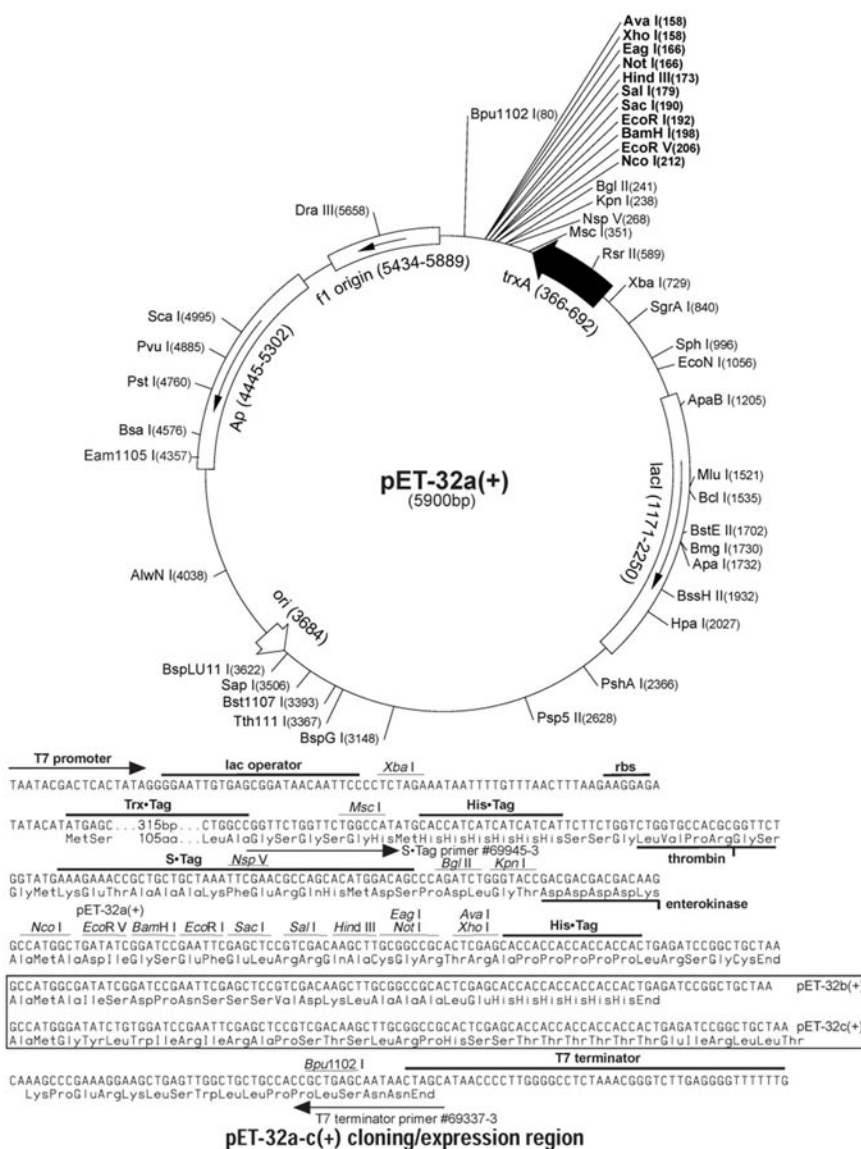 Ava I(158)
Xho I(158)
Eag I(166)
Not I(166)
Hind III(173)
Sal I(179)
Sac I(190)
EcoR I(192)
BamH I(198)
EcoR V(206)
Nco I(212)
Bpu1102 I(80)
Bgl II(241)
Kpn I(238)
Nsp V(268)
Msc I(351)
Rsr II(589)
Xba I(729)
SgrA I(840)
Sph I(996)
EcoN I(1056)
ApaB I(1205)
Mlu I(1521)
Bcl I(1535)
BstE II(1702)
Bmg I(1730)
Apa I(1732)
BssH II(1932)
Hpa I(2027)
PshA I(2366)
Psp5 II(2628)
BspG I(3148)
Tth111 I(3367)
Bst1107 I(3393)
Sap I(3506)
BspLU11 I(3622)
AlwN I(4038)
Eam1105 I(4357)
Bsa I(4576)
Pst I(4760)
Pvu I(4885)
Sca I(4995)
Dra III(5658)
f1 origin (5434-5889)
Ap (4445-5302)
trxA (366-692)
lacI (1171-2250)
ori (3684)
pET-32a(+)
(5900bp)
T7 promoter
lac operator
Xba I
rbs
TAATACGACTCACTATAGGGGAATTGTGAGCGGATAACAATTCCCCTCTAGAAATAATTTTGTTTAACTTTAAGAAGGAGA
Trx•Tag
Msc I
His•Tag
TATACATATGAGC...315bp...CTGGCCGGTTCTGGTTCTGGCCATATGCACCATCATCATCATCATTCTTCTGGTCTGGTGCCACGCGGTTCT
MetSer 105aa LeuAlaGlySerGlySerGlyHisMetHisHisHisHisHisHisSerSerGlyLeuValProArgGlySer
S•Tag primer #69945-3
thrombin
S•Tag
Nsp V
Bgl II
Kpn I
GGTATGAAAGAAACCGCTGCTGCTAAATTCGAACGCCAGCACATGGACAGCCCAGATCTGGGTACCGACGACGACGACAAG
GlyMetLysGluThrAlaAlaAlaLysPheGluArgGlnHisMetAspSerProAspLeuGlyThrAspAspAspAspLys
enterokinase
pET-32a(+)
Nco I EcoR V BamH I EcoR I Sac I Sal I Hind III Eag I Not I Ava I Xho I His•Tag
GCCATGGCTGATATCGGATCCGAATTCGAGCTCCGTCGACAAGCTTGCGGCCGCACTCGAGCACCACCACCACCACCACTGAGATCCGGCTGCTAA
AlaMetAlaAspIleGlySerGluPheGluLeuArgArgGlnAlaCysGlyArgThrArgAlaProProProProProLeuArgSerGlyCysEnd
GCCATGGCGATATCGGATCCGAATTCGAGCTCCGTCGACAAGCTTGCGGCCGCACTCGAGCACCACCACCACCACCACTGAGATCCGGCTGCTAA pET-32b(+)
AlaMetAlaIleSerAspProAsnSerSerSerValAspLysLeuAlaAlaAlaLeuGluHisHisHisHisHisHisEnd
GCCATGGGATATCTGTGGATCCGAATTCGAGCTCCGTCGACAAGCTTGCGGCCGCACTCGAGCACCACCACCACCACCACTGAGATCCGGCTGCTAA pET-32c(+)
AlaMetGlyTyrLeuTrpIleArgIleArgAlaProSerThrSerLeuArgProHisSerSerThrThrThrThrThrThrGluIleArgLeuLeuThr
Bpu1102 I
T7 terminator
CAAAGCCCGAAAGGAAGCTGAGTTGGCTGCTGCCACCGCTGAGCAATAACTAGCATAACCCCTTGGGGCCTCTAAACGGGTCTTGAGGGGTTTTTTG
LysProGluArgLysLeuSerTrpLeuLeuProProLeuSerAsnAsnEnd
T7 terminator primer #69337-3
pET-32a-c(+) cloning/expression region